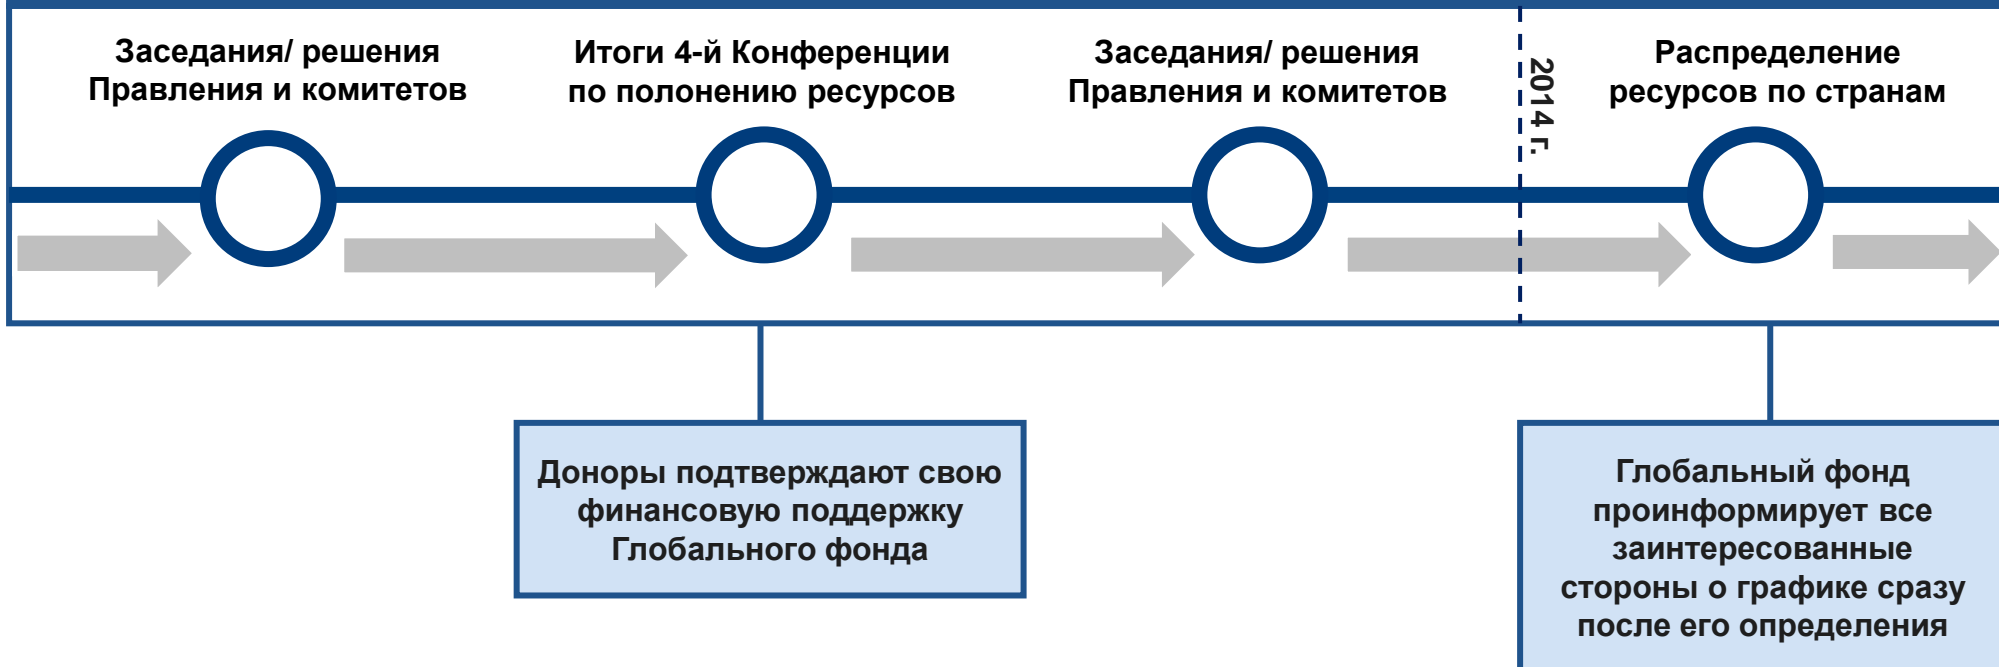 Заседания/ решения
Правления и комитетов
Итоги 4-й Конференции
по полонению ресурсов
Заседания/ решения
Правления и комитетов
2014 г.
Распределение
ресурсов по странам
Доноры подтверждают свою
финансовую поддержку
Глобального фонда
Глобальный фонд
проинформирует все
заинтересованные
стороны о графике сразу
после его определения